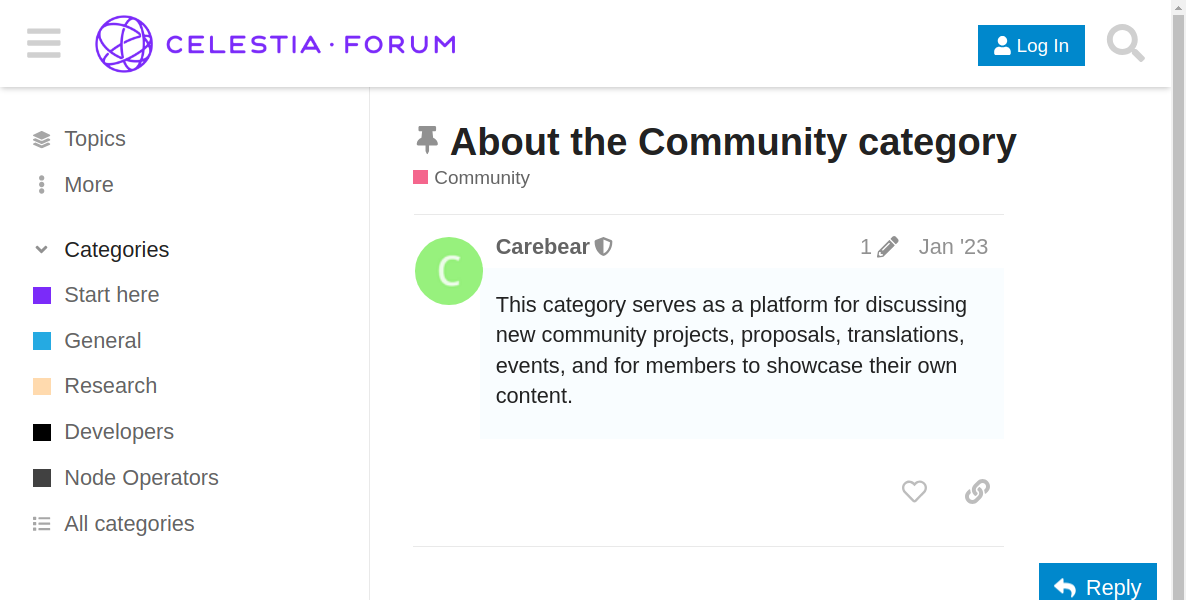 CELESTIA · FORUM
Log In
Topics
More
Categories
Start here
General
Research
Developers
Node Operators
All categories
About the Community category
Community
C
Carebear 1 Jan '23
This category serves as a platform for discussing
new community projects, proposals, translations,
events, and for members to showcase their own
content.
Reply